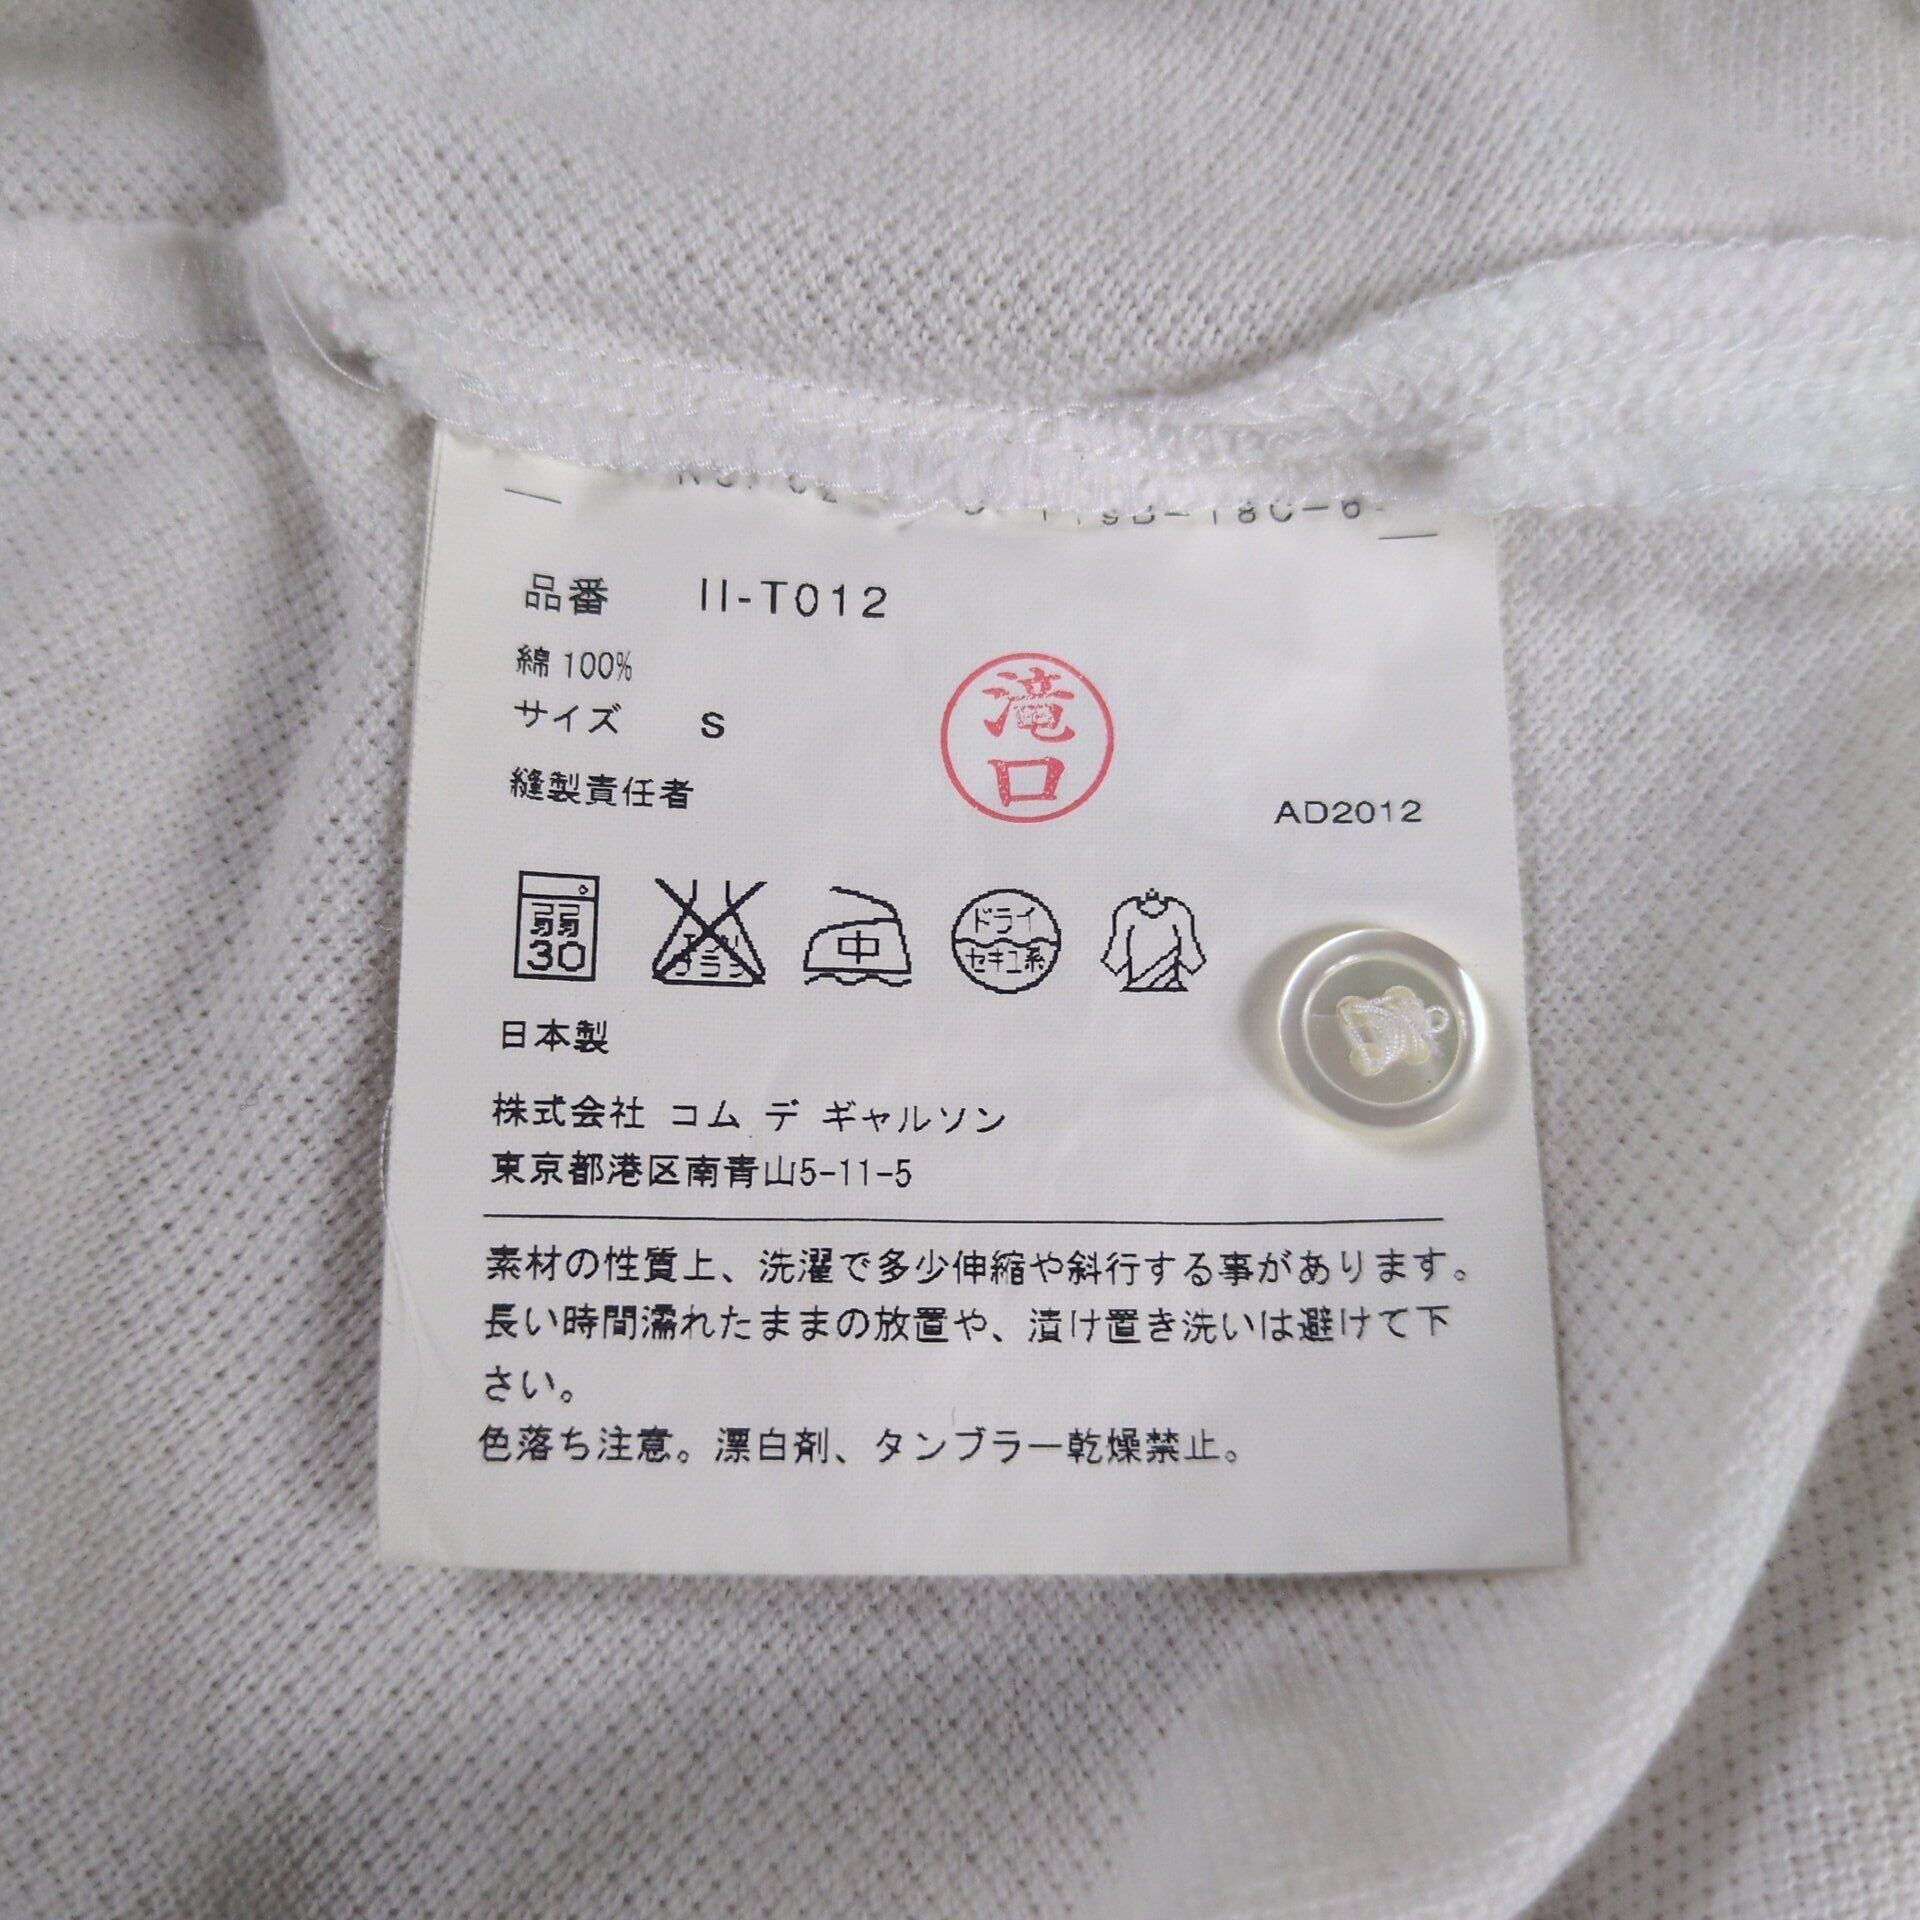 品番 II-T012
綿 100%
サイズ S
滝口
縫製責任者
AD2012
弱 30
エンソサラシ
中
ドライ
セキユ系
日本製
株式会社 コム デ ギャルソン
東京都港区南青山5-11-5
素材の性質上、洗濯で多少伸縮や斜行する事があります。
長い時間濡れたままの放置や、漬け置き洗いは避けて下
さい。
色落ち注意。漂白剤、タンブラー乾燥禁止。